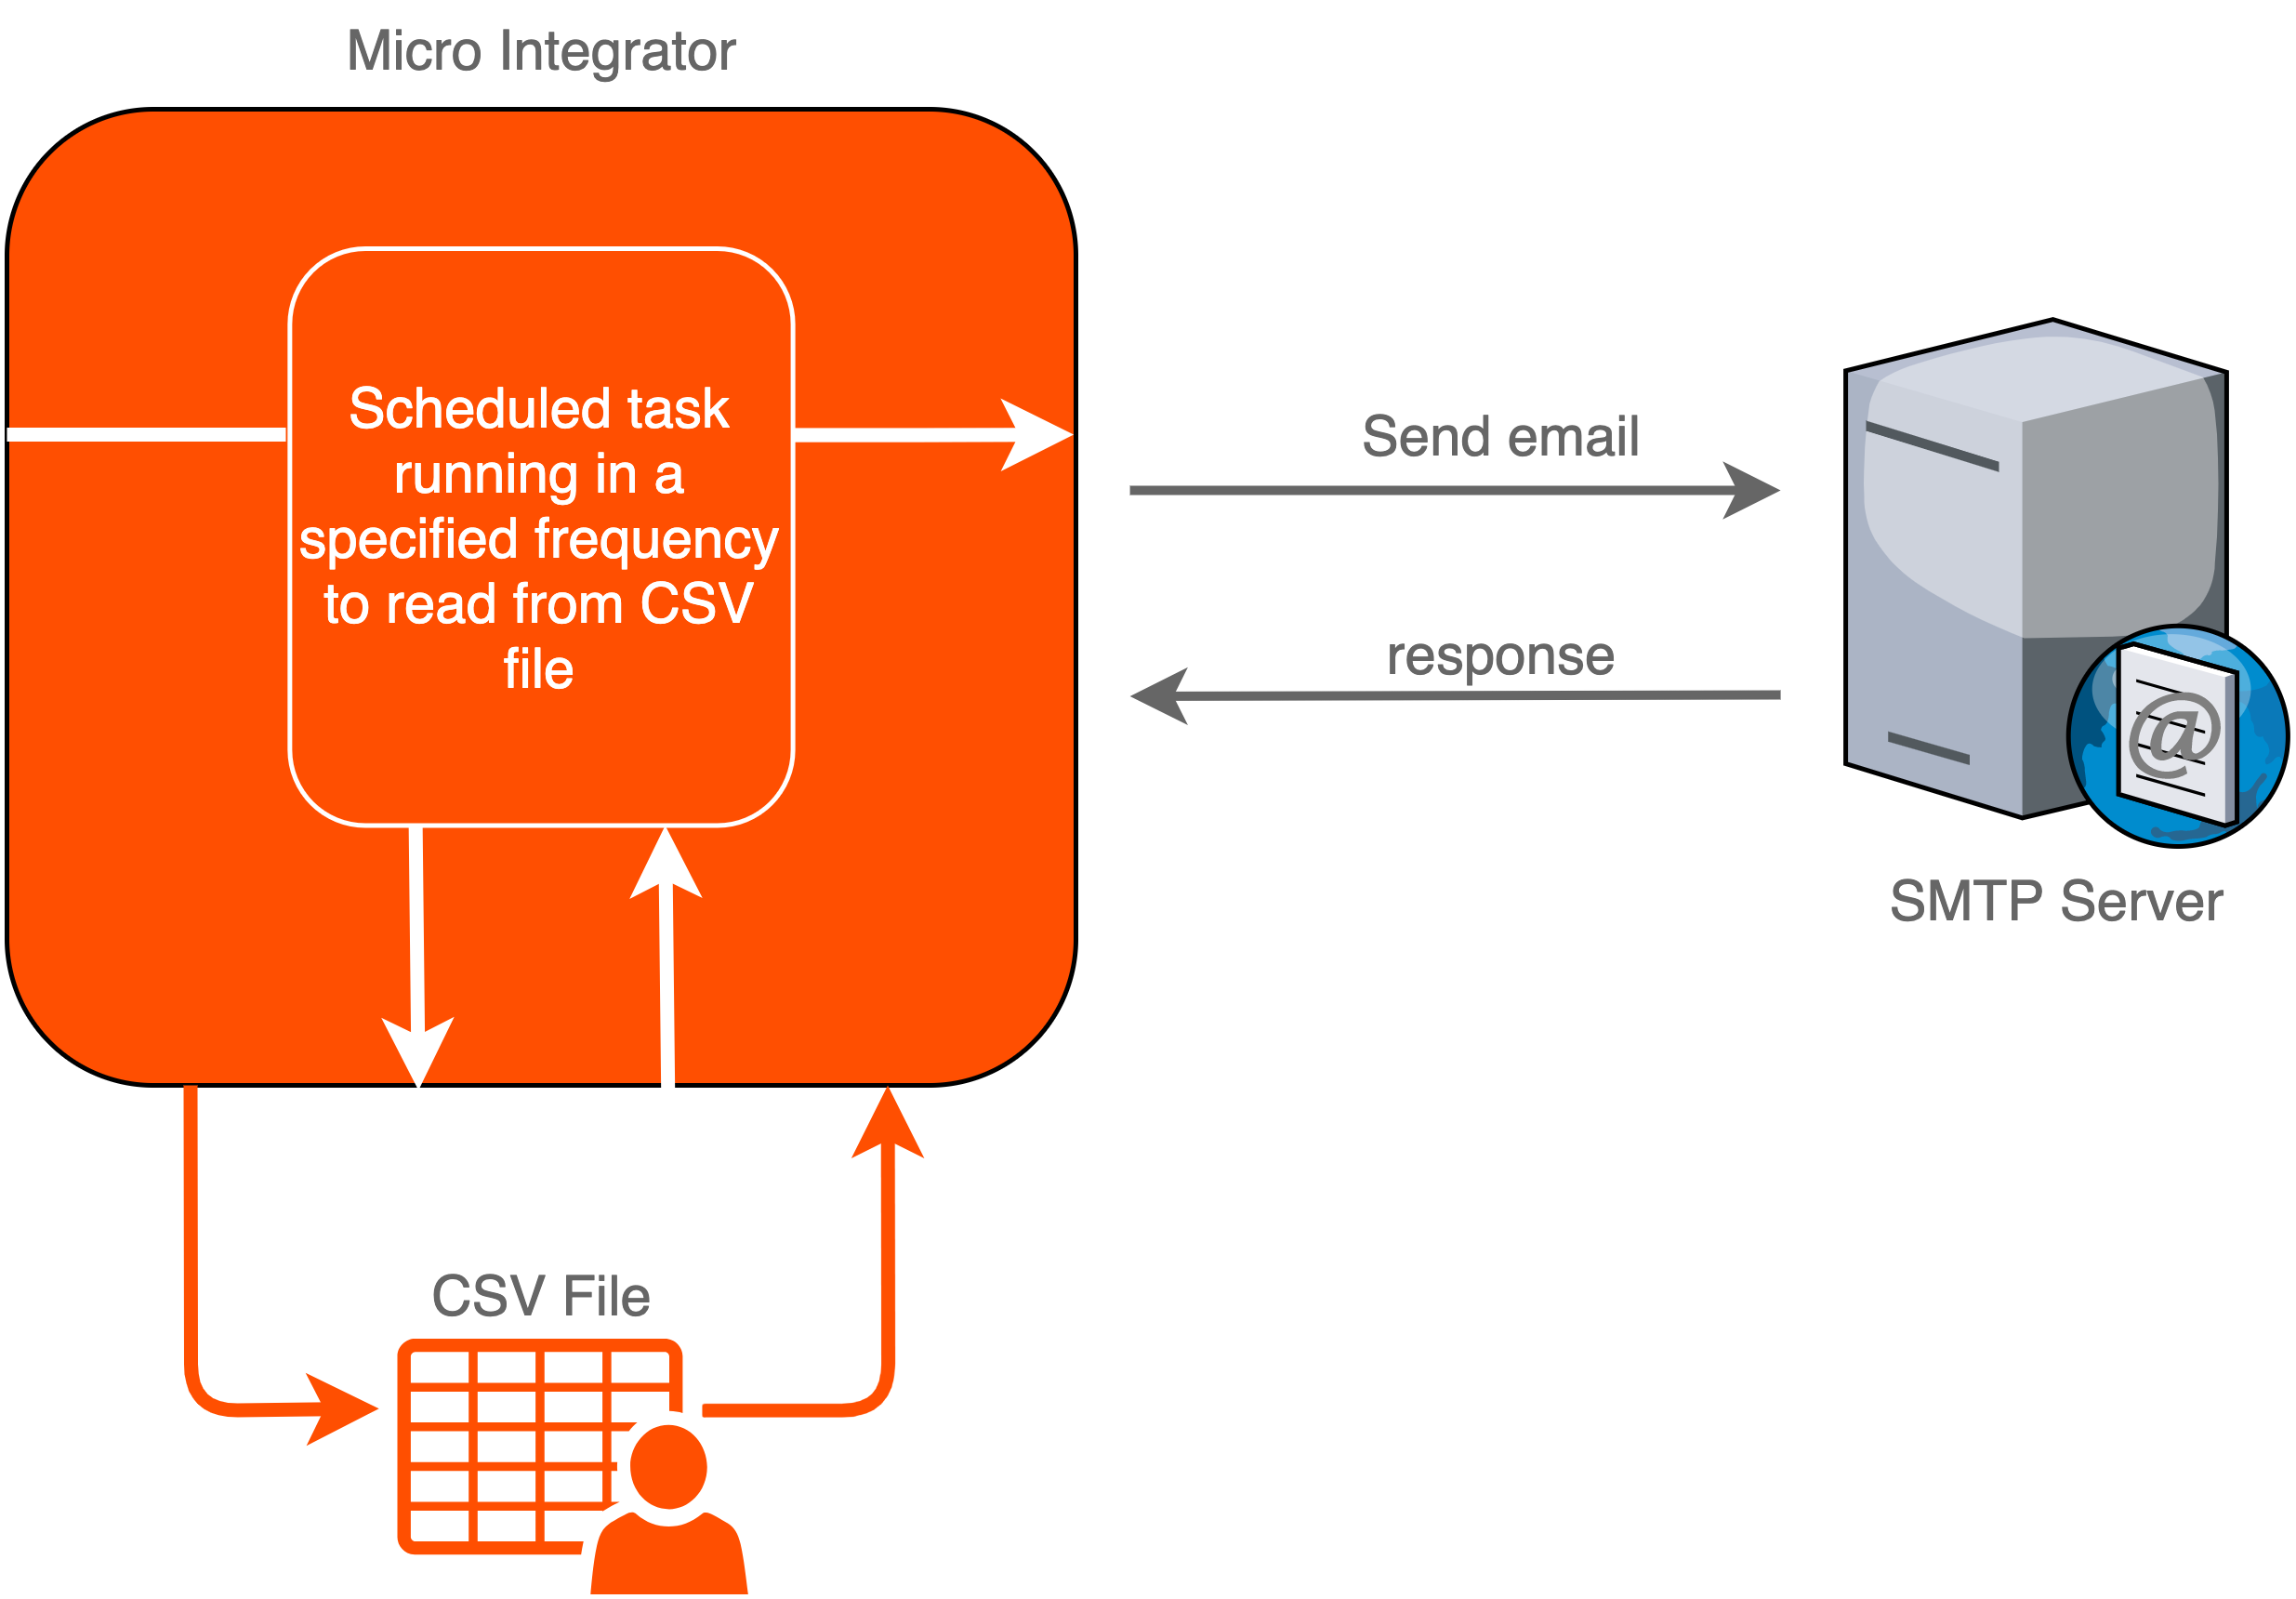 Micro Integrator
Scheduled task
running in a
specified frequency
to read from CSV
file
Send email
response
@
SMTP Server
CSV File